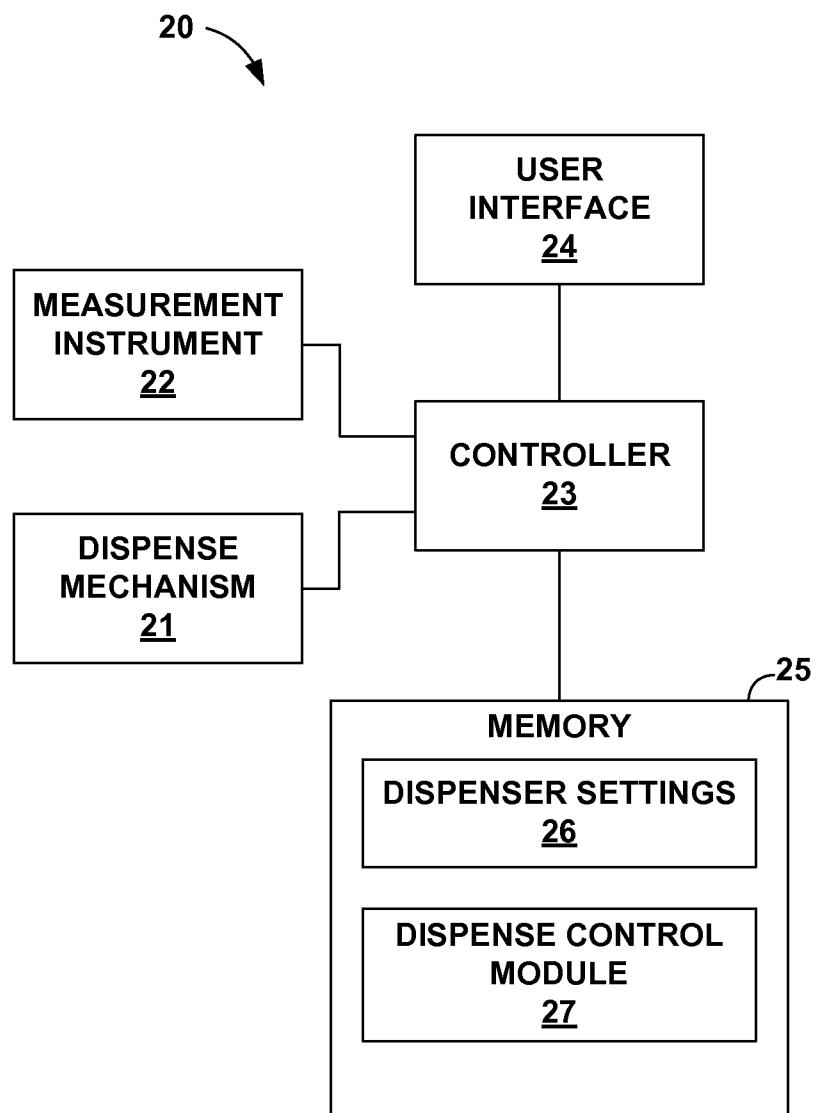 20
USER
INTERFACE
24
MEASUREMENT
INSTRUMENT
22
CONTROLLER
23
DISPENSE
MECHANISM
21
25
MEMORY
DISPENSER SETTINGS
26
DISPENSE CONTROL
MODULE
27